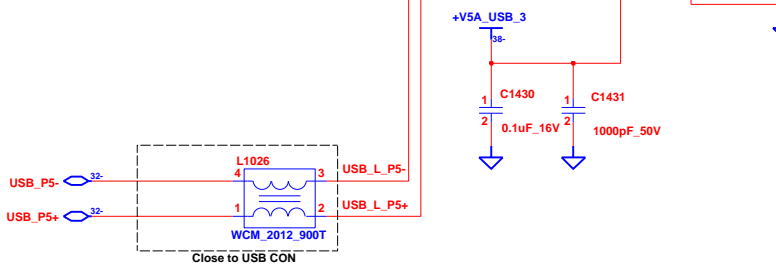 +V5A_USB_3
38-
1
C1430
2
0.1uF_16V
1
C1431
2
1000pF_50V
L1026
USB_P5-
32-
4
3
USB_L_P5-
USB_P5+
32-
1
2
USB_L_P5+
WCM_2012_900T
Close to USB CON